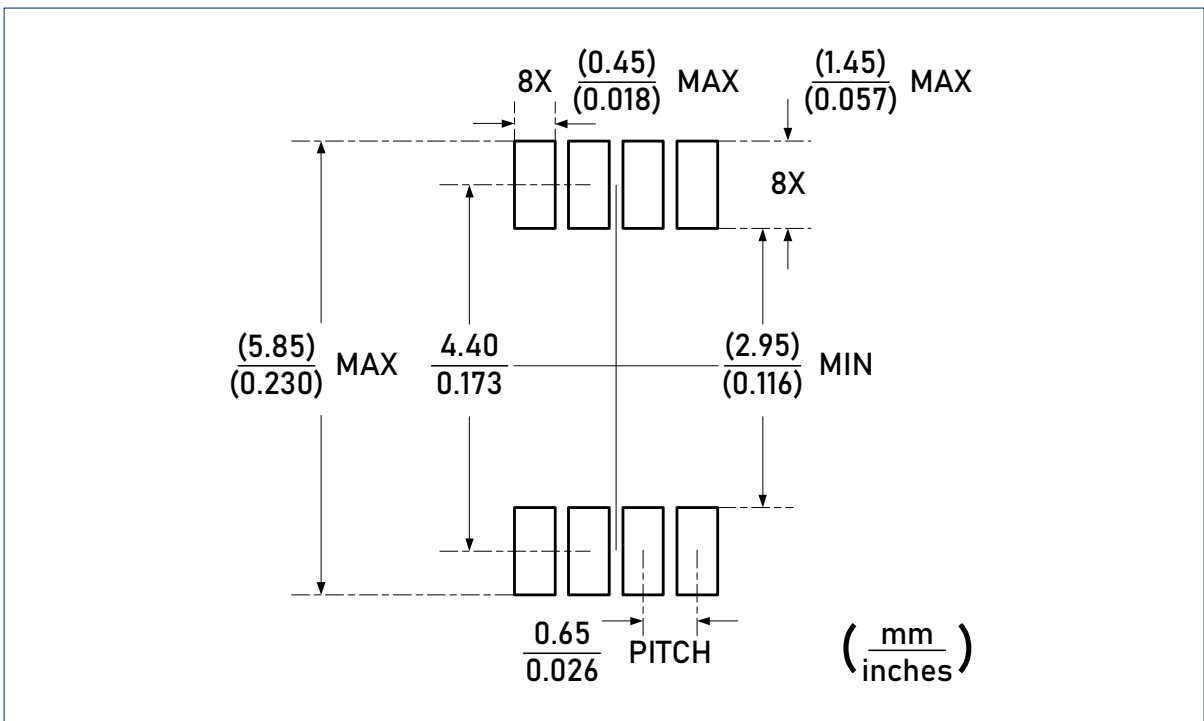 8X (0.45) MAX
(0.018)
(1.45) MAX
(0.057)
8X
(5.85) MAX
(0.230)
4.40
0.173
(2.95) MIN
(0.116)
0.65 PITCH
0.026
(mm
inches)